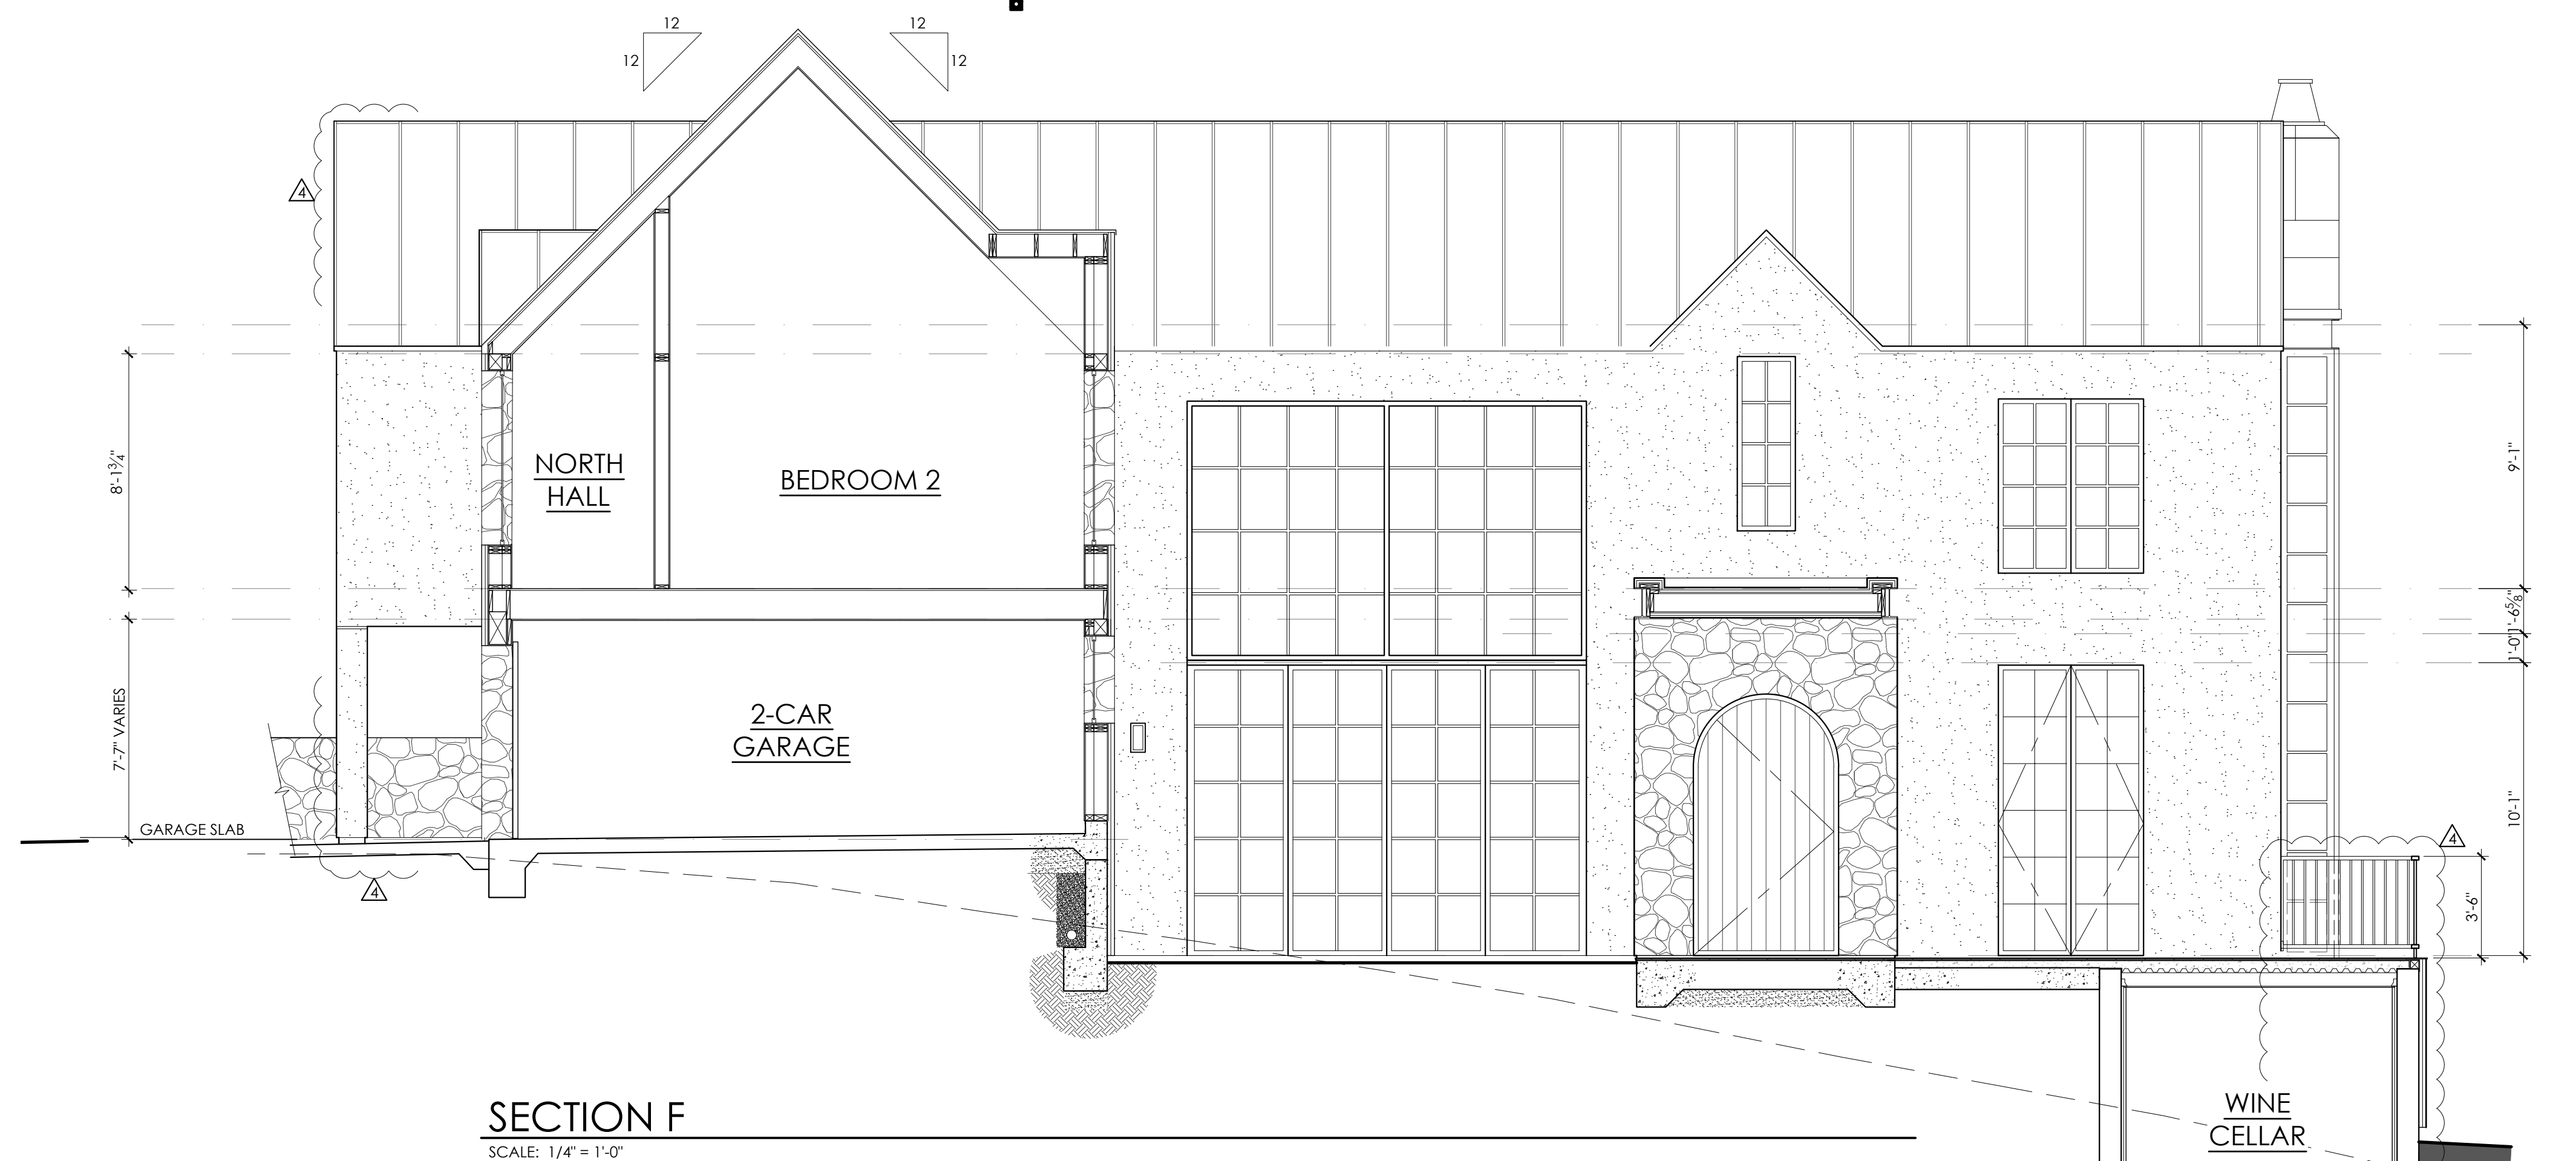 12
12
12
12
4
NORTH
HALL
BEDROOM 2
8'-1¾"
9'-1"
1'-6⅝"
1'-0"
2-CAR
GARAGE
7'-7" VARIES
10'-1"
GARAGE SLAB
4
4
3'-6"
WINE
CELLAR
SECTION F
SCALE: 1/4" = 1'-0"